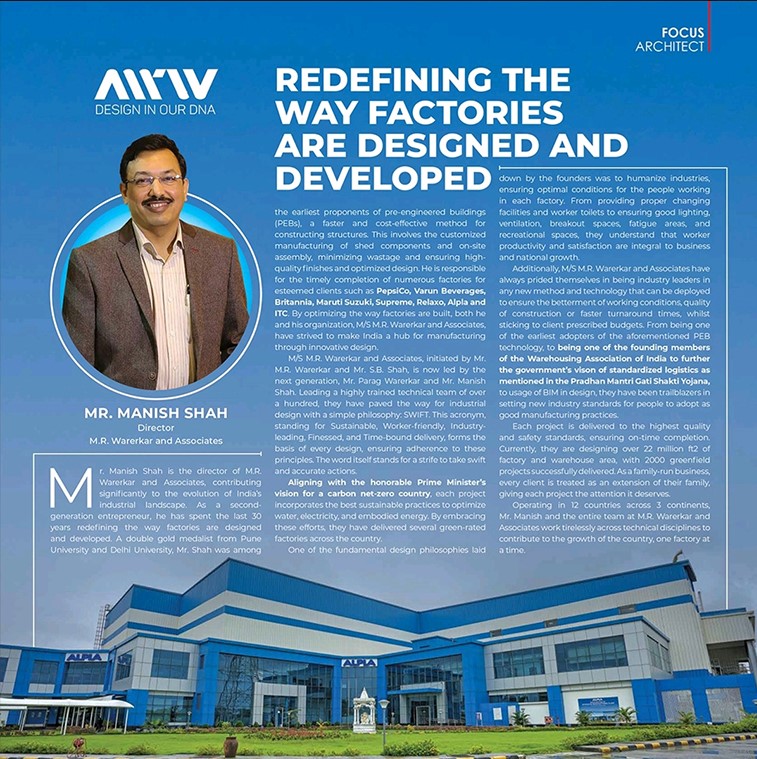 FOCUS
ARCHITECT
MRW
DESIGN IN OUR DNA
REDEFINING THE
WAY FACTORIES
ARE DESIGNED AND
DEVELOPED
MR. MANISH SHAH
Director
M.R. Warerkar and Associates
Mr. Manish Shah is the director of M.R.
Warerkar and Associates, contributing
significantly to the evolution of India's
industrial landscape. As a second-
generation entrepreneur, he has spent the last 30
years redefining the way factories are designed
and developed. A double gold medalist from Pune
University and Delhi University, Mr. Shah was among
the earliest proponents of pre-engineered buildings
(PEBs), a faster and cost-effective method for
constructing structures. This involves the customized
manufacturing of shed components and on-site
assembly, minimizing wastage and ensuring high-
quality finishes and optimized design. He is responsible
for the timely completion of numerous factories for
esteemed clients such as PepsiCo, Varun Beverages,
Britannia, Maruti Suzuki, Supreme, Relaxo, Alpla and
ITC. By optimizing the way factories are built, both he
and his organization, M/S M.R. Warerkar and Associates,
have strived to make India a hub for manufacturing
through innovative design.
M/S M.R. Warerkar and Associates, initiated by Mr.
M.R. Warerkar and Mr. S.B. Shah, is now led by the
next generation, Mr. Parag Warerkar and Mr. Manish
Shah. Leading a highly trained technical team of over
a hundred, they have paved the way for industrial
design with a simple philosophy: SWIFT. This acronym,
standing for Sustainable, Worker-friendly, Industry-
leading, Finessed, and Time-bound delivery, forms the
basis of every design, ensuring adherence to these
principles. The word itself stands for a strife to take swift
and accurate actions.
Aligning with the honorable Prime Minister's
vision for a carbon net-zero country, each project
incorporates the best sustainable practices to optimize
water, electricity, and embodied energy. By embracing
these efforts, they have delivered several green-rated
factories across the country.
One of the fundamental design philosophies laid
down by the founders was to humanize industries,
ensuring optimal conditions for the people working
in each factory. From providing proper changing
facilities and worker toilets to ensuring good lighting,
ventilation, breakout spaces, fatigue areas, and
recreational spaces, they understand that worker
productivity and satisfaction are integral to business
and national growth.
Additionally, M/S M.R. Warerkar and Associates have
always prided themselves in being industry leaders in
any new method and technology that can be deployed
to ensure the betterment of working conditions, quality
of construction or faster turnaround times, whilst
sticking to client prescribed budgets. From being one
of the earliest adopters of the aforementioned PEB
technology, to being one of the founding members
of the Warehousing Association of India to further
the government's vison of standardized logistics as
mentioned in the Pradhan Mantri Gati Shakti Yojana,
to usage of BIM in design, they have been trailblazers in
setting new industry standards for people to adopt as
good manufacturing practices.
Each project is delivered to the highest quality
and safety standards, ensuring on-time completion.
Currently, they are designing over 22 million ft2 of
factory and warehouse area, with 2000 greenfield
projects successfully delivered. As a family-run business,
every client is treated as an extension of their family,
giving each project the attention it deserves.
Operating in 12 countries across 3 continents,
Mr. Manish and the entire team at M.R. Warerkar and
Associates work tirelessly across technical disciplines to
contribute to the growth of the country, one factory at
a time.
ALPLA
ALPLA
ALPLA